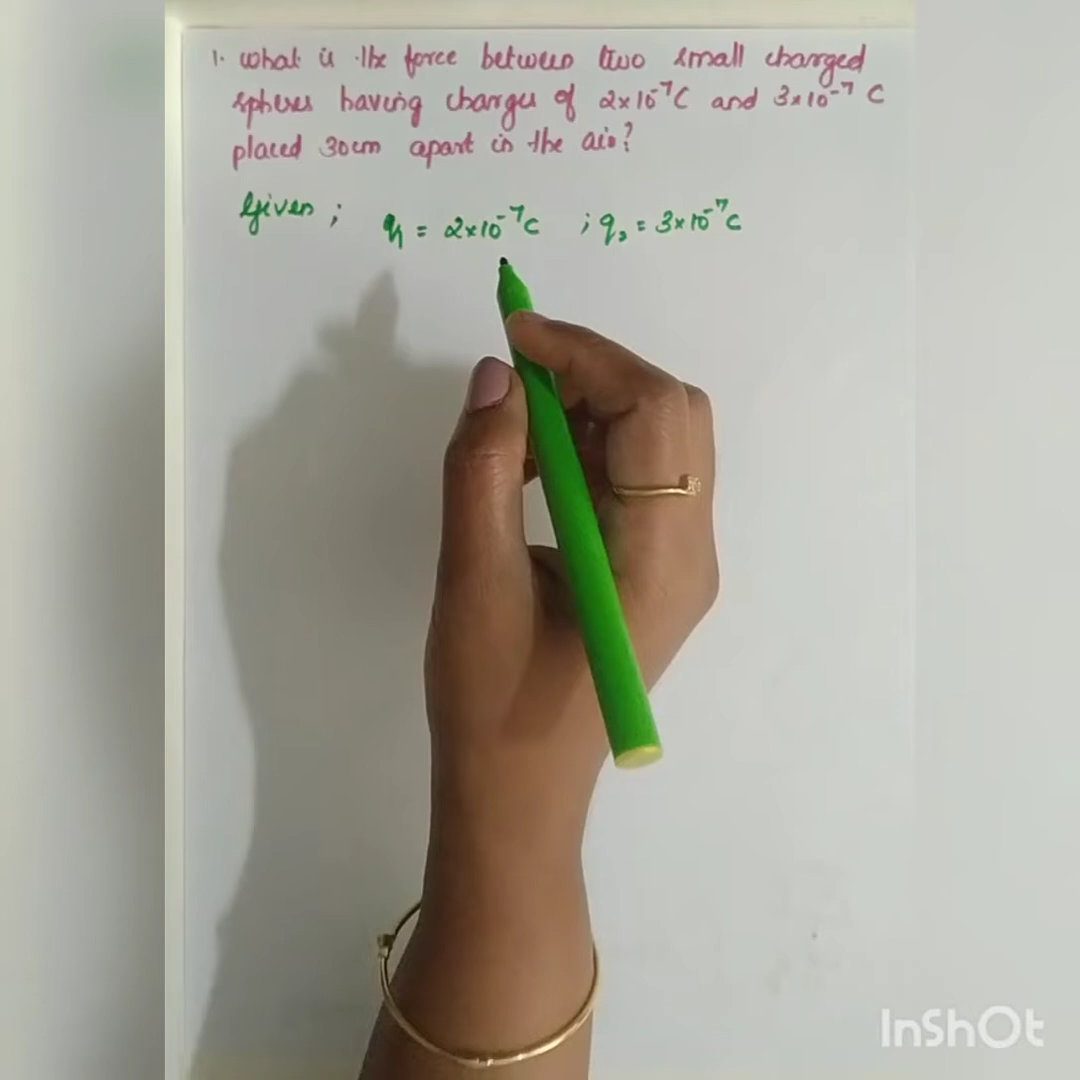 1. What is the force between two small charged
spheres having charges of 2×10⁻⁷C and 3×10⁻⁷ C
placed 30cm apart in the air?
Given ; q₁ = 2×10⁻⁷C ; q₂ = 3×10⁻⁷C
InShOt